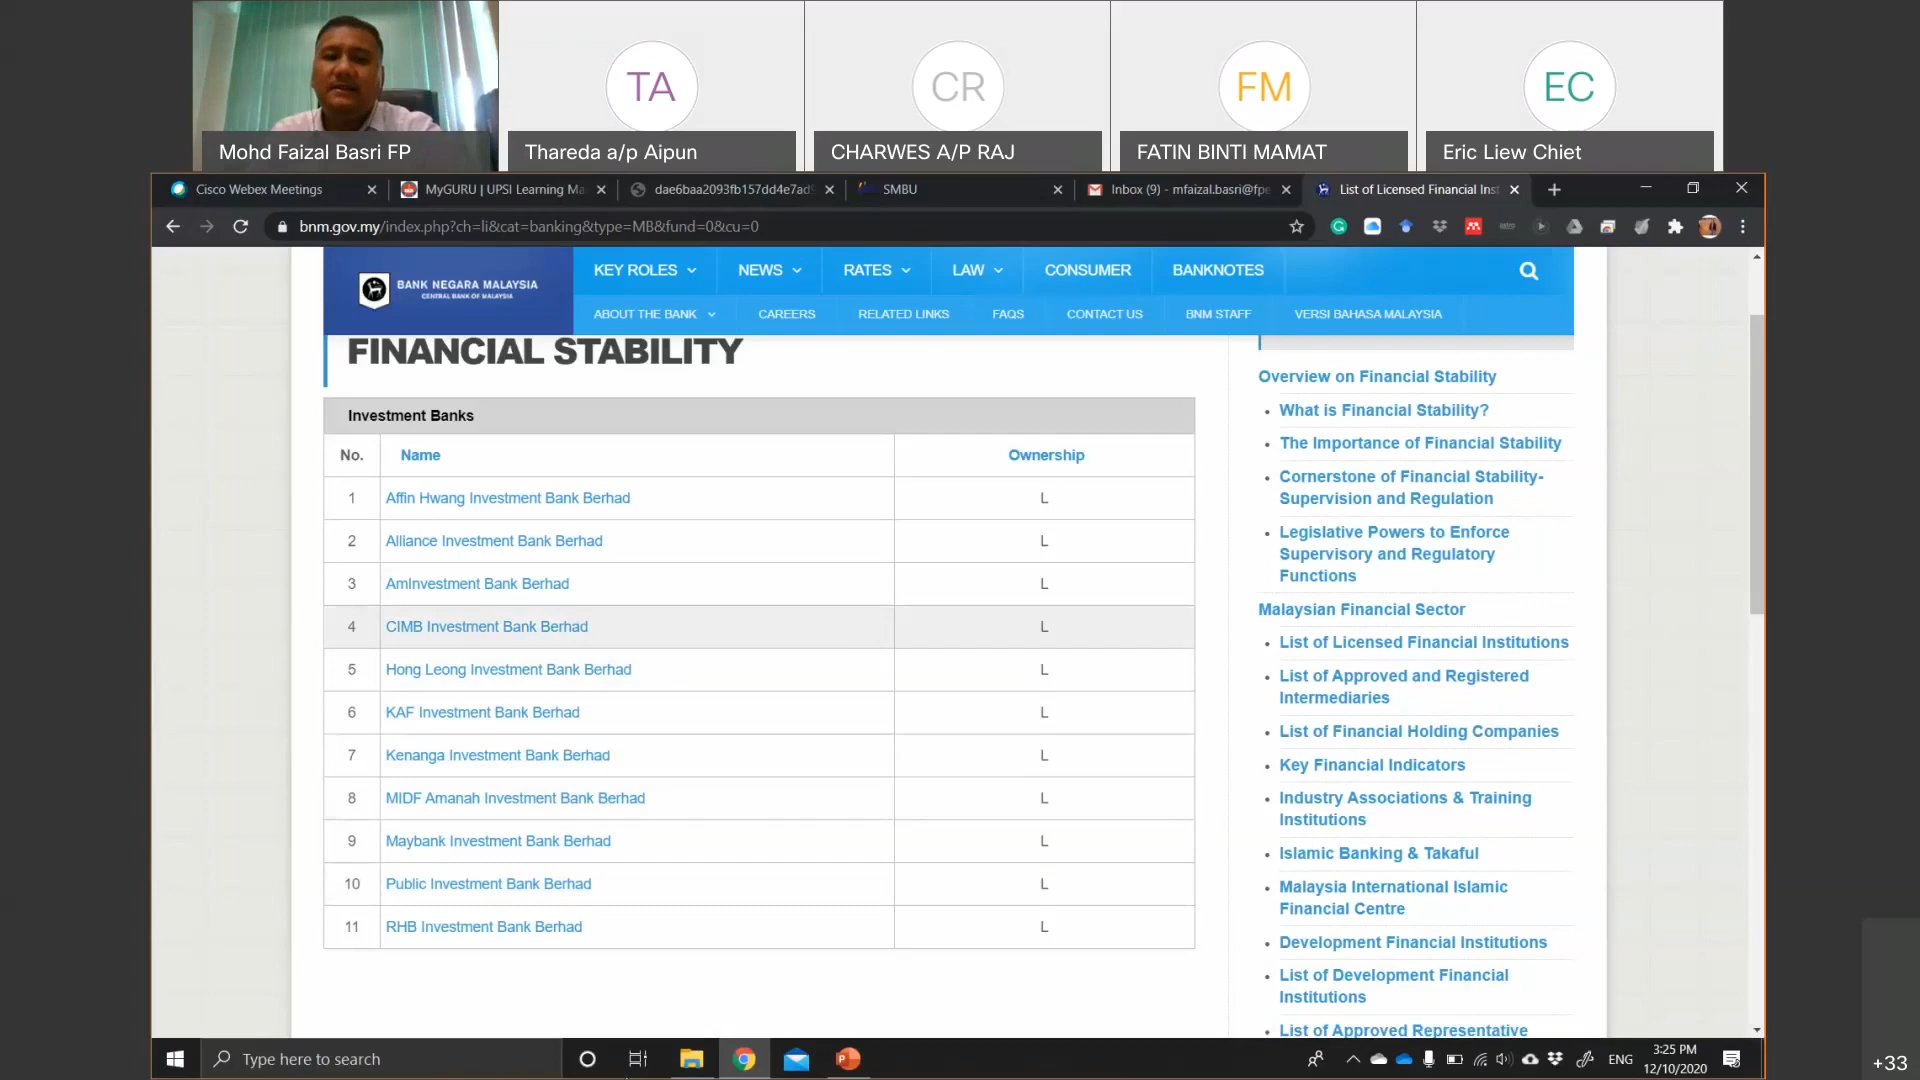 TA
CR
FM
EC
Mohd Faizal Basri FP
Thareda a/p Aipun
CHARWES A/P RAJ
FATIN BINTI MAMAT
Eric Liew Chiet
Cisco Webex Meetings
MyGURU | UPSI Learning Ma
dae6baa2093fb157dd4e7ad9
SMBU
Inbox (9) - mfaizal.basri@fpe
List of Licensed Financial Inst
bnm.gov.my/index.php?ch=li&cat=banking&type=MB&fund=0&cu=0
BANK NEGARA MALAYSIA
CENTRAL BANK OF MALAYSIA
KEY ROLES
NEWS
RATES
LAW
CONSUMER
BANKNOTES
ABOUT THE BANK
CAREERS
RELATED LINKS
FAQS
CONTACT US
BNM STAFF
VERSI BAHASA MALAYSIA
FINANCIAL STABILITY
Investment Banks
No. Name Ownership
1 Affin Hwang Investment Bank Berhad L
2 Alliance Investment Bank Berhad L
3 AmInvestment Bank Berhad L
4 CIMB Investment Bank Berhad L
5 Hong Leong Investment Bank Berhad L
6 KAF Investment Bank Berhad L
7 Kenanga Investment Bank Berhad L
8 MIDF Amanah Investment Bank Berhad L
9 Maybank Investment Bank Berhad L
10 Public Investment Bank Berhad L
11 RHB Investment Bank Berhad L
Overview on Financial Stability
What is Financial Stability?
The Importance of Financial Stability
Cornerstone of Financial Stability-
Supervision and Regulation
Legislative Powers to Enforce
Supervisory and Regulatory
Functions
Malaysian Financial Sector
List of Licensed Financial Institutions
List of Approved and Registered
Intermediaries
List of Financial Holding Companies
Key Financial Indicators
Industry Associations & Training
Institutions
Islamic Banking & Takaful
Malaysia International Islamic
Financial Centre
Development Financial Institutions
List of Development Financial
Institutions
List of Approved Representative
Type here to search
ENG
3:25 PM
12/10/2020
+33